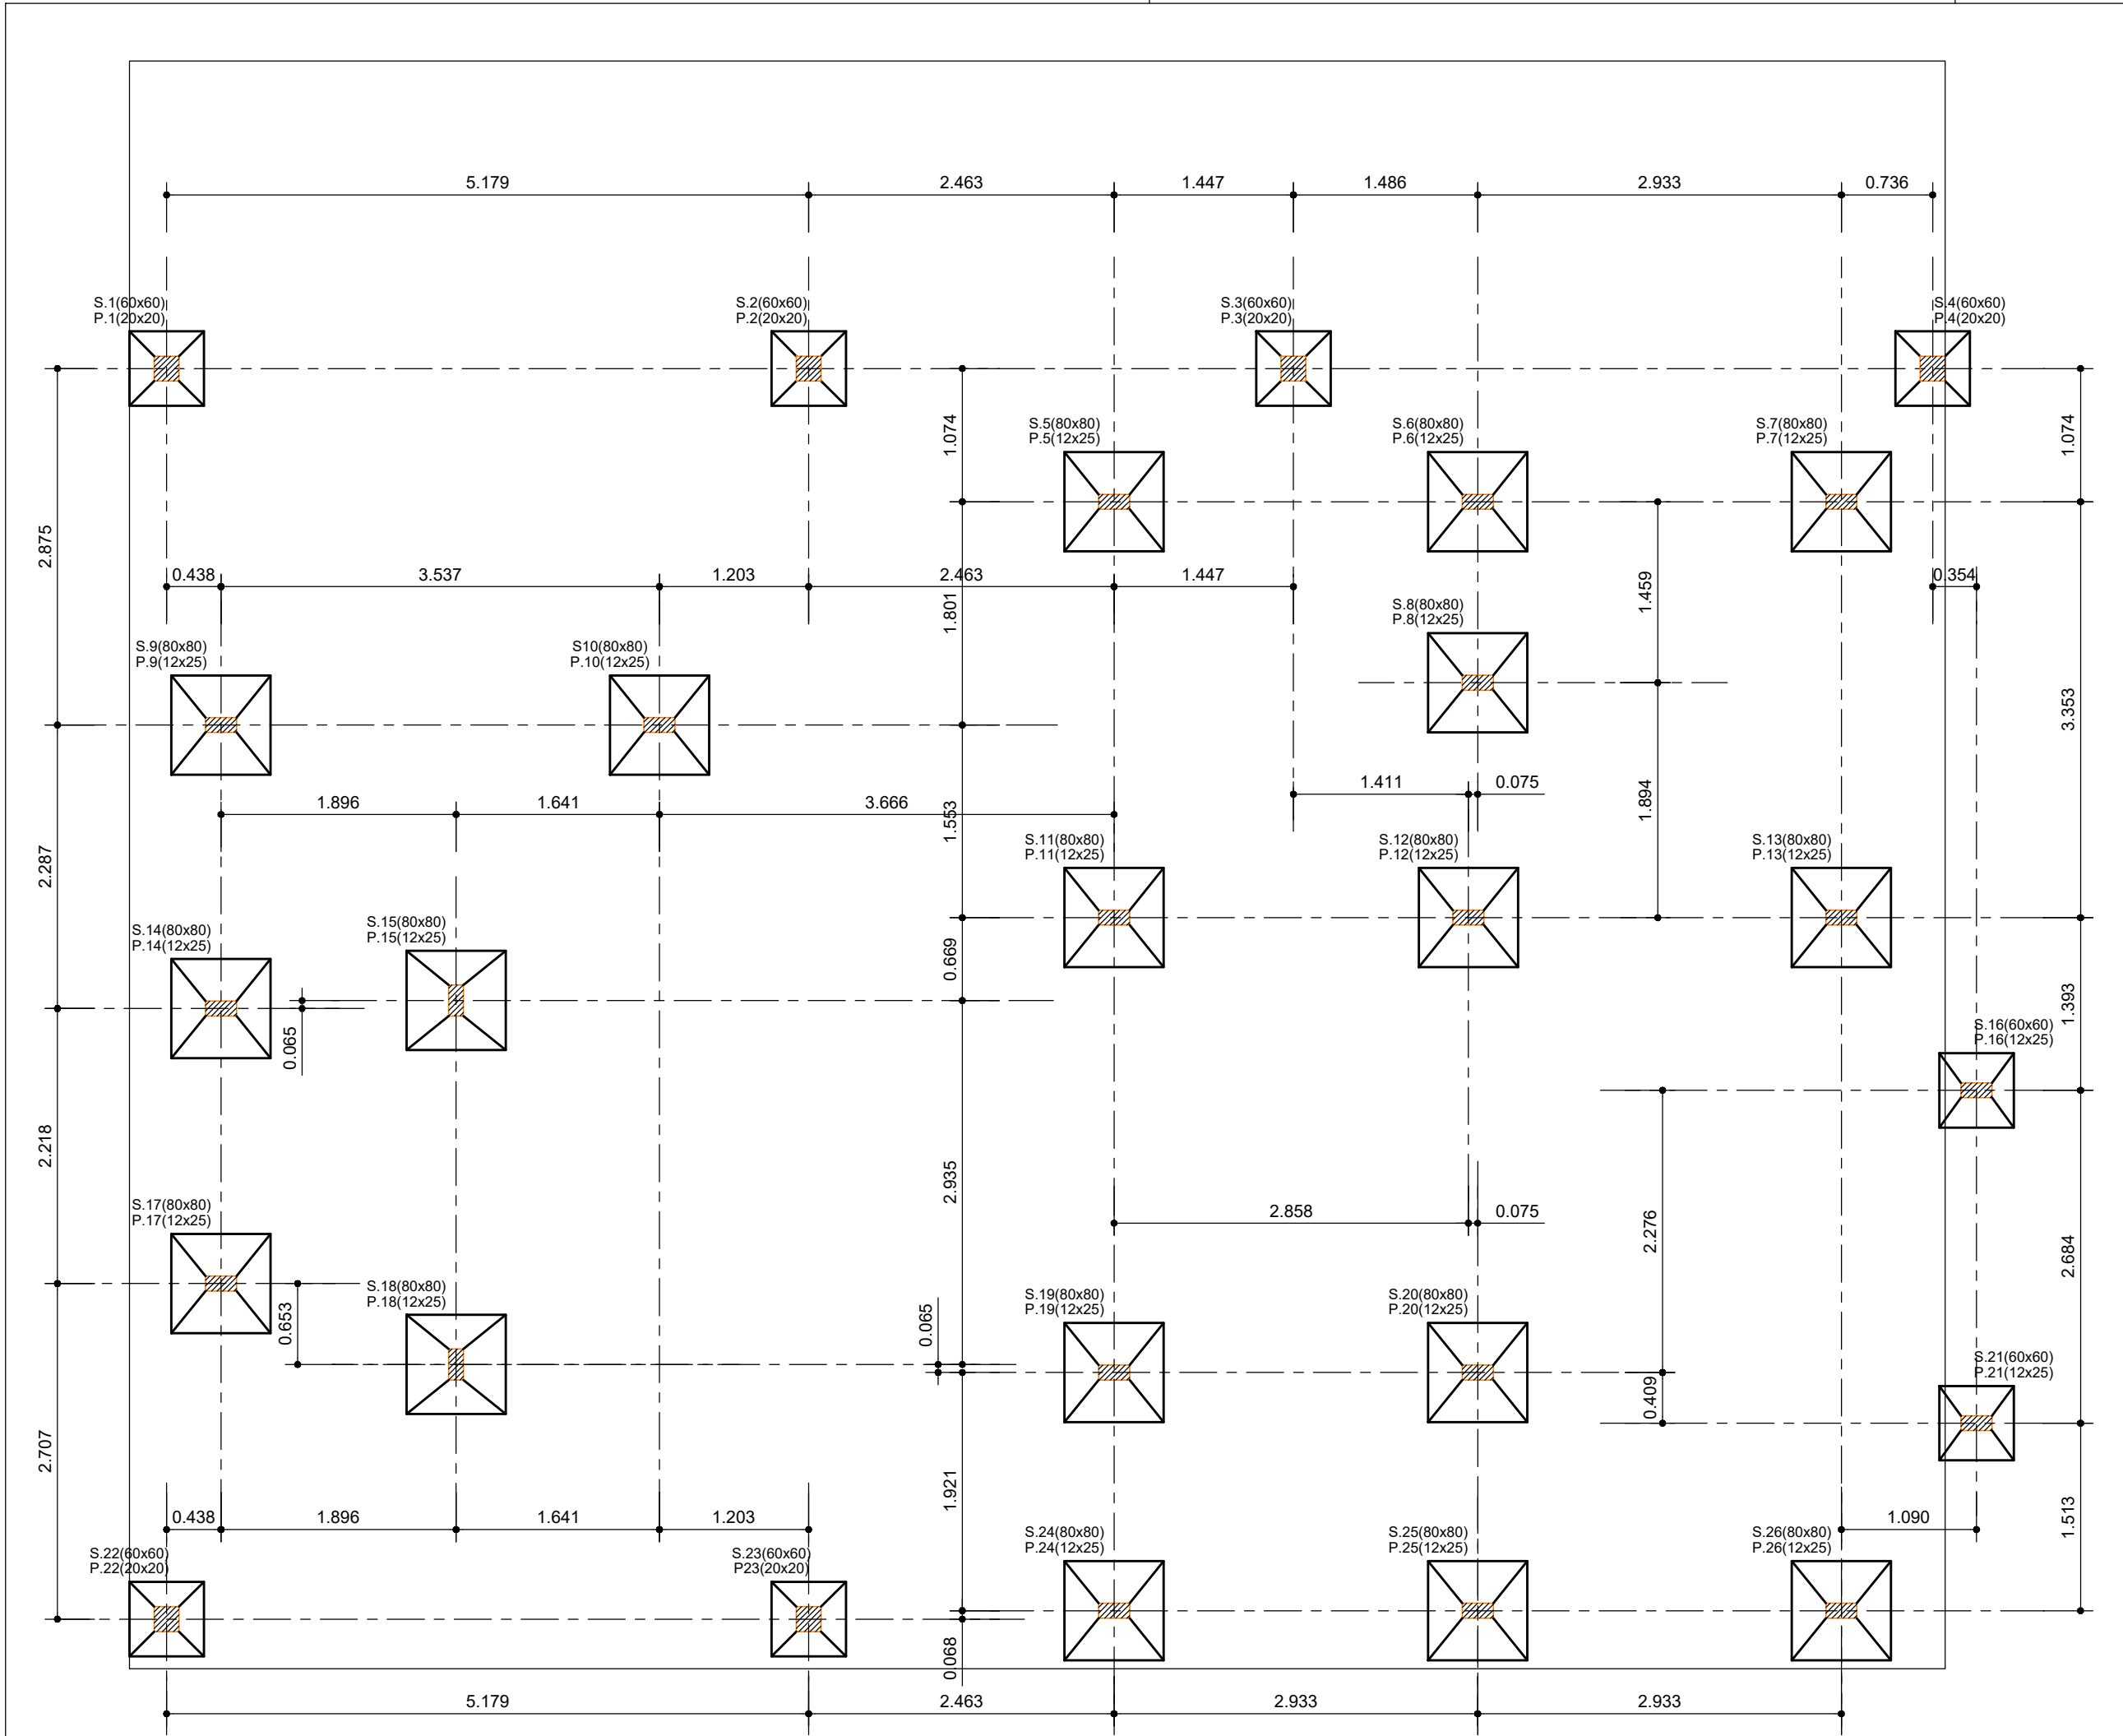 5.179 2.463 1.447 1.486 2.933 0.736
S.1(60x60) S.2(60x60) S.3(60x60) S.4(60x60)
P.1(20x20) P.2(20x20) P.3(20x20) P.4(20x20)
1.074 1.074
S.5(80x80) S.6(80x80) S.7(80x80)
P.5(12x25) P.6(12x25) P.7(12x25)
2.875
0.438 3.537 1.203 2.463 1.447 0.354
1.801 1.459
S.8(80x80)
P.8(12x25)
S.9(80x80) S10(80x80)
P.9(12x25) P.10(12x25)
3.353
1.411 0.075
1.896 1.641 3.666
1.553 1.894
S.11(80x80) S.12(80x80) S.13(80x80)
P.11(12x25) P.12(12x25) P.13(12x25)
2.287
S.14(80x80) S.15(80x80)
P.14(12x25) P.15(12x25)
0.669
1.393
0.065
S.16(60x60)
P.16(12x25)
2.218
2.935
S.17(80x80)
P.17(12x25)
2.858 0.075
2.276 2.684
S.18(80x80) S.19(80x80) S.20(80x80)
P.18(12x25) P.19(12x25) P.20(12x25)
0.653 0.065
S.21(60x60)
P.21(12x25)
0.409
2.707
1.921 1.513
0.438 1.896 1.641 1.203 1.090
S.24(80x80) S.25(80x80) S.26(80x80)
P.24(12x25) P.25(12x25) P.26(12x25)
S.22(60x60) S.23(60x60)
P.22(20x20) P23(20x20)
0.068
5.179 2.463 2.933 2.933